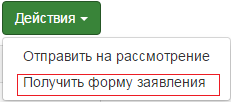 Действия
Отправить на рассмотрение
Получить форму заявления